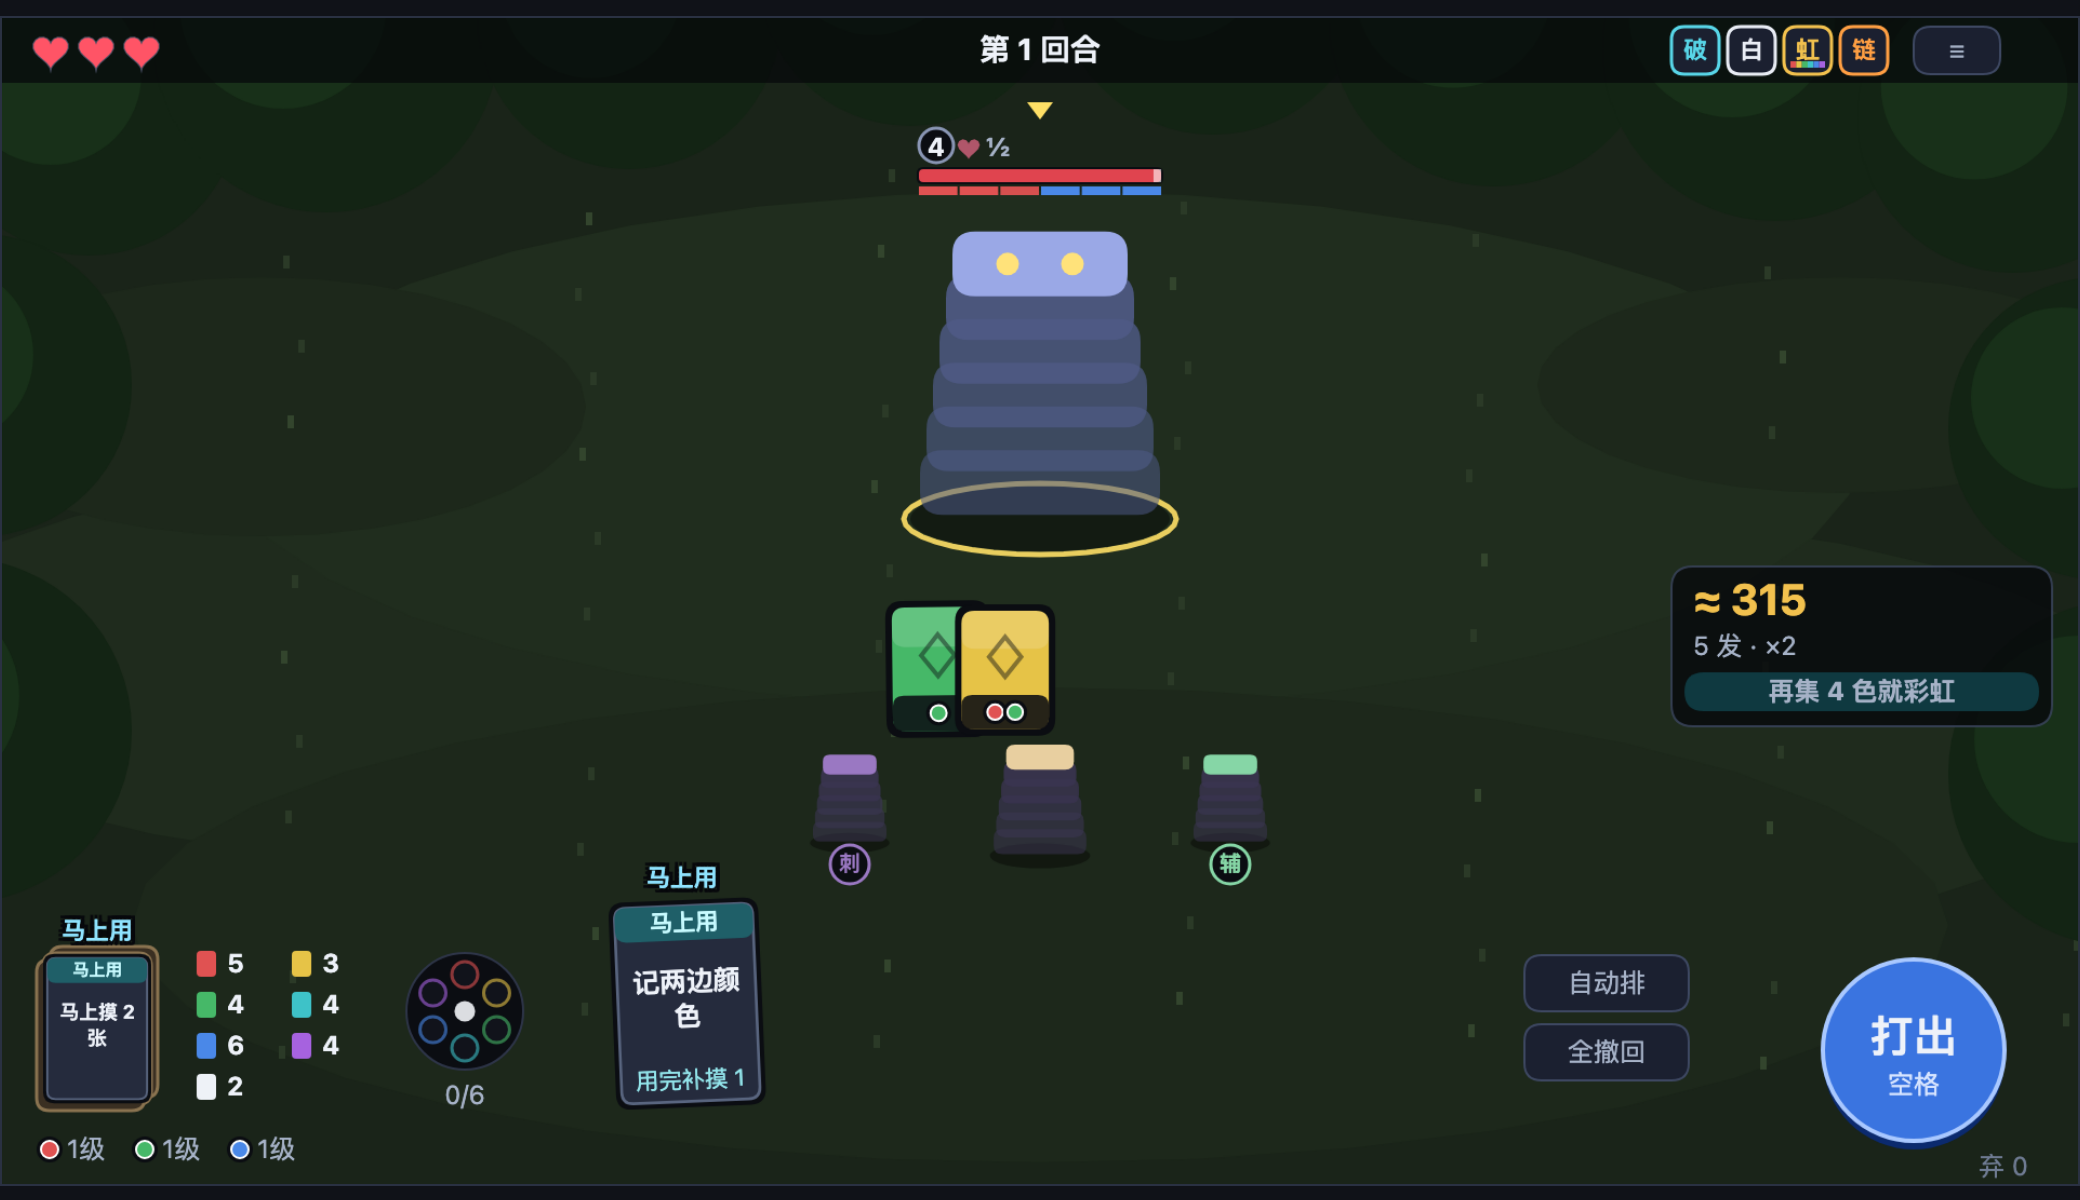 第 1 回合
破 白 虹 链 ≡
4 ½
≈ 315
5 发 · ×2
再集 4 色就彩虹
刺
辅
马上用
马上用
马上摸 2
张
5 3
4 4
6 4
2
0/6
马上用
马上用
记两边颜
色
用完补摸 1
自动排
全撤回
打出
空格
1级 1级 1级
弃 0